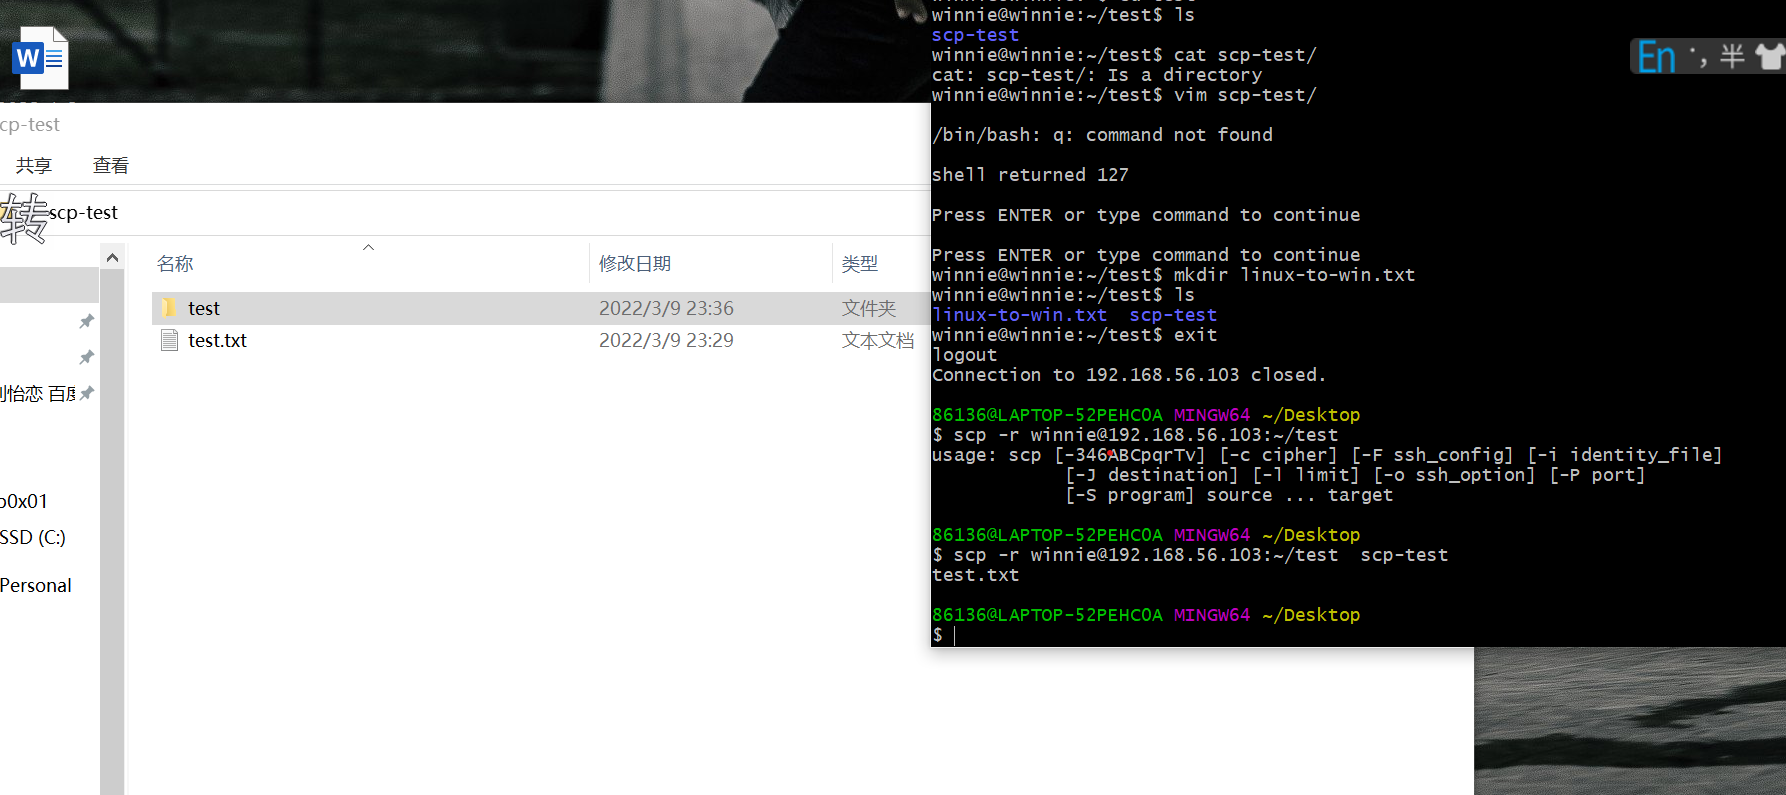 W
cp-test
共享 查看
转
scp-test
名称 修改日期 类型
test 2022/3/9 23:36 文件夹
test.txt 2022/3/9 23:29 文本文档
怡恋 百度
0x01
SSD (C:)
Personal
winnie@winnie:~/test$ ls
scp-test
winnie@winnie:~/test$ cat scp-test/
cat: scp-test/: Is a directory
winnie@winnie:~/test$ vim scp-test/
/bin/bash: q: command not found
shell returned 127
Press ENTER or type command to continue
Press ENTER or type command to continue
winnie@winnie:~/test$ mkdir linux-to-win.txt
winnie@winnie:~/test$ ls
linux-to-win.txt  scp-test
winnie@winnie:~/test$ exit
logout
Connection to 192.168.56.103 closed.
86136@LAPTOP-52PEHC0A MINGW64 ~/Desktop
$ scp -r winnie@192.168.56.103:~/test
usage: scp [-346ABCpqrTv] [-c cipher] [-F ssh_config] [-i identity_file]
[-J destination] [-l limit] [-o ssh_option] [-P port]
[-S program] source ... target
86136@LAPTOP-52PEHC0A MINGW64 ~/Desktop
$ scp -r winnie@192.168.56.103:~/test  scp-test
test.txt
86136@LAPTOP-52PEHC0A MINGW64 ~/Desktop
$
En ·, 半